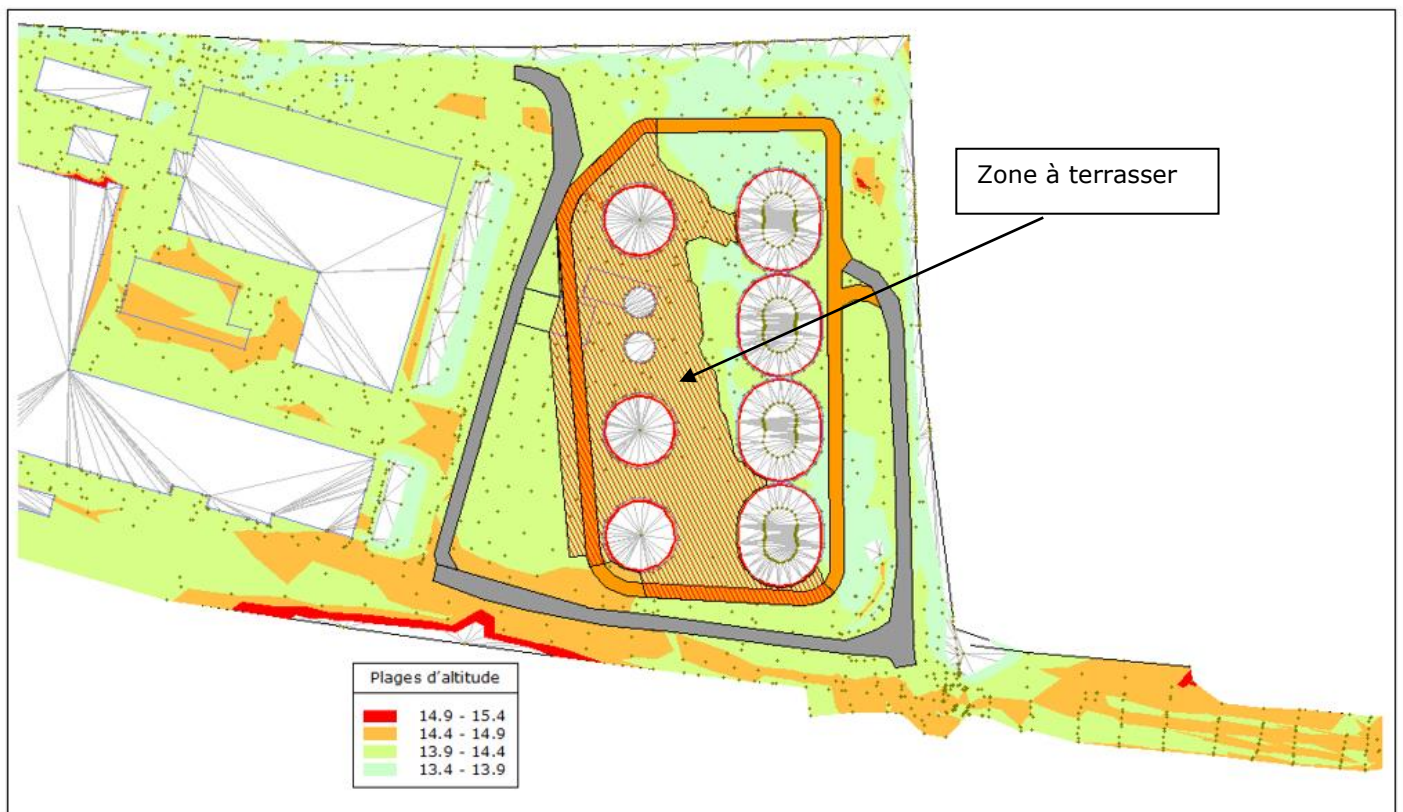 Zone à terrasser
Plages d'altitude
14.9 - 15.4
14.4 - 14.9
13.9 - 14.4
13.4 - 13.9